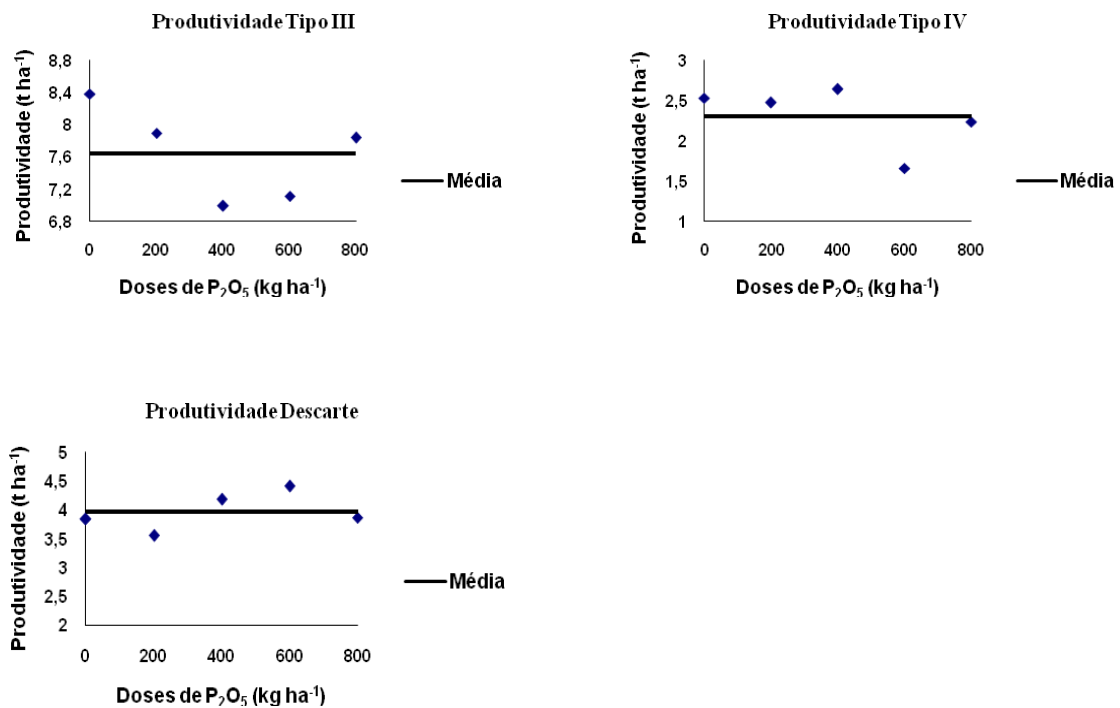 Produtividade Tipo III
Produtividade (t ha⁻¹)
8,8
8,4
8
7,6
7,2
6,8
0 200 400 600 800
Doses de P₂O₅ (kg ha⁻¹)
Média
Produtividade Tipo IV
Produtividade (t ha⁻¹)
3
2,5
2
1,5
1
0 200 400 600 800
Doses de P₂O₅ (kg ha⁻¹)
Média
Produtividade Descarte
Produtividade (t ha⁻¹)
5
4,5
4
3,5
3
2,5
2
0 200 400 600 800
Doses de P₂O₅ (kg ha⁻¹)
Média